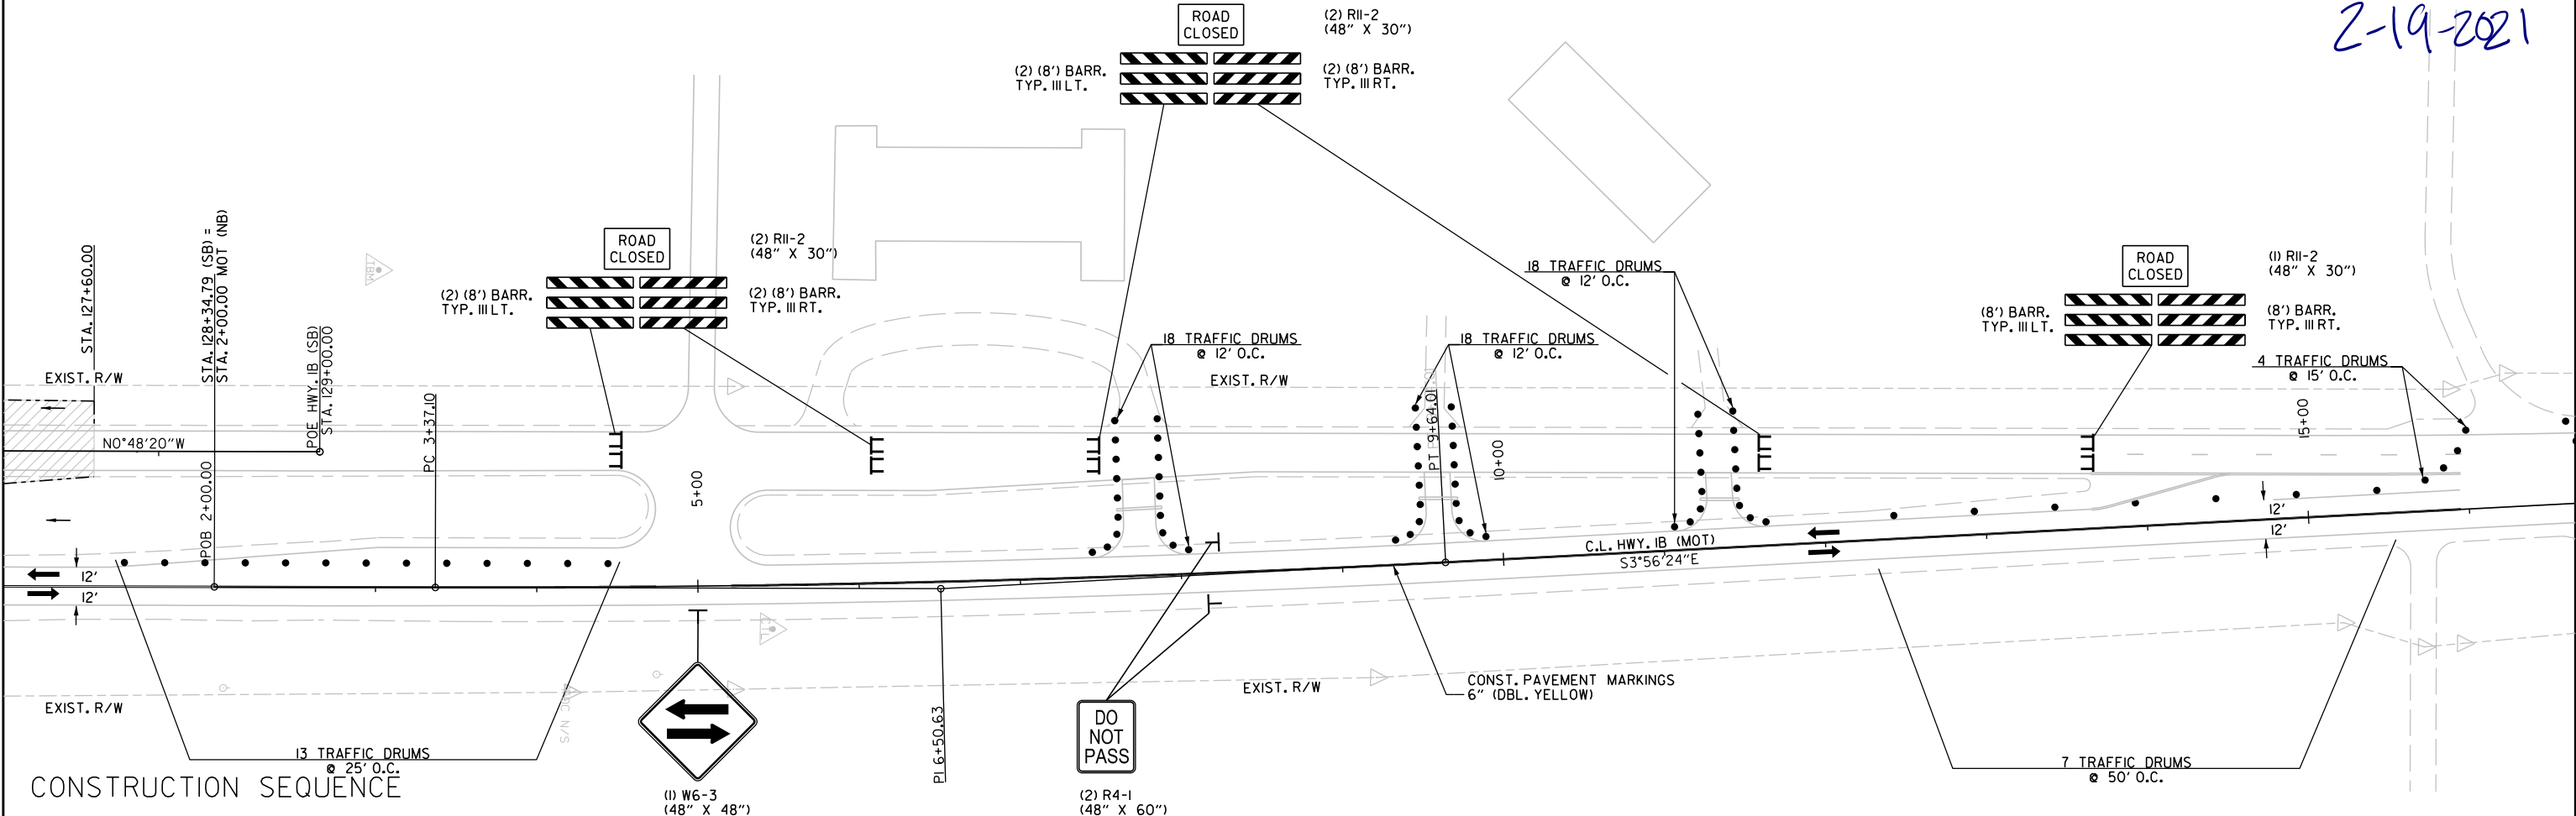 2-19-2021
ROAD
CLOSED
(2) R11-2
(48" X 30")
(2) (8') BARR.
TYP. III LT.
(2) (8') BARR.
TYP. III RT.
ROAD
CLOSED
(2) R11-2
(48" X 30")
(2) (8') BARR.
TYP. III LT.
(2) (8') BARR.
TYP. III RT.
ROAD
CLOSED
(1) R11-2
(48" X 30")
(8') BARR.
TYP. III LT.
(8') BARR.
TYP. III RT.
18 TRAFFIC DRUMS
@ 12' O.C.
18 TRAFFIC DRUMS
@ 12' O.C.
18 TRAFFIC DRUMS
@ 12' O.C.
4 TRAFFIC DRUMS
@ 15' O.C.
STA. 127+60.00
STA. 128+34.79 (SB) =
STA. 2+00.00 MOT (NB)
POE HWY. 1B (SB)
STA. 129+00.00
TBM
EXIST. R/W
EXIST. R/W
N0°48'20"W
POB 2+00.00
PC 3+37.10
5+00
PT 9+64.01
10+00
15+00
12'
12'
12'
12'
C.L. HWY. 1B (MOT)
S3°56'24"E
CONST. PAVEMENT MARKINGS
6" (DBL. YELLOW)
EXIST. R/W
EXIST. R/W
N/S
PI 6+50.63
DO
NOT
PASS
13 TRAFFIC DRUMS
@ 25' O.C.
7 TRAFFIC DRUMS
@ 50' O.C.
CONSTRUCTION SEQUENCE
(1) W6-3
(48" X 48")
(2) R4-1
(48" X 60")